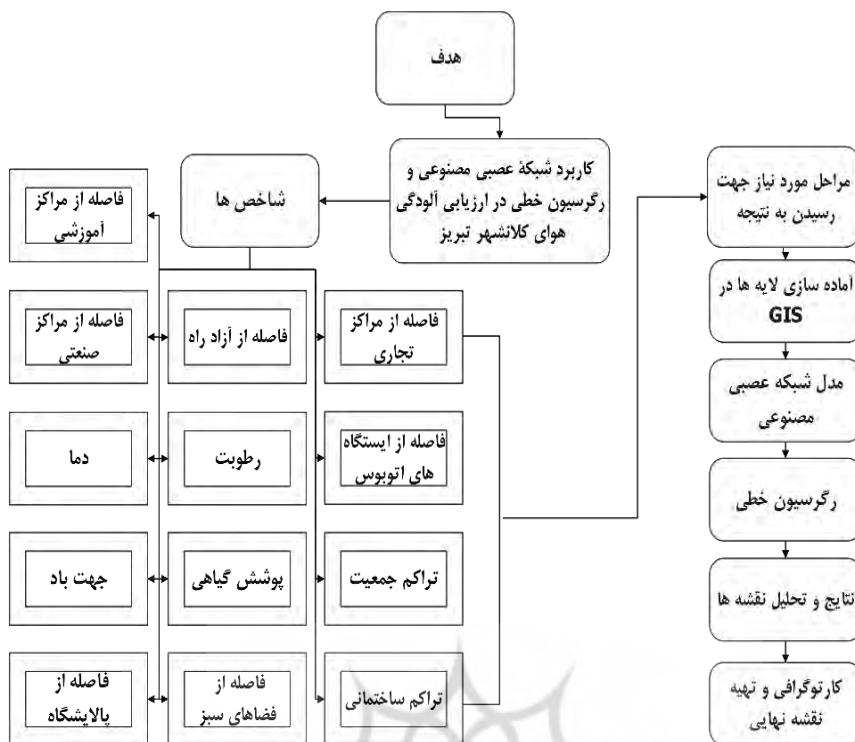 هدف
کاربرد شبکهٔ عصبی مصنوعی و
رگرسیون خطی در ارزیابی آلودگی
هوای کلانشهر تبریز
شاخص ها
مراحل مورد نیاز جهت
رسیدن به نتیجه
آماده سازی لایه ها در
GIS
مدل شبکه عصبی
مصنوعی
رگرسیون خطی
نتایج و تحلیل نقشه ها
کارتوگرافی و تهیه
نقشه نهایی
فاصله از مراکز
تجاری
فاصله از ایستگاه
های اتوبوس
تراکم جمعیت
تراکم ساختمانی
فاصله از آزاد راه
رطوبت
پوشش گیاهی
فاصله از
فضاهای سبز
فاصله از مراکز
آموزشی
فاصله از مراکز
صنعتی
دما
جهت باد
فاصله از
پالایشگاه